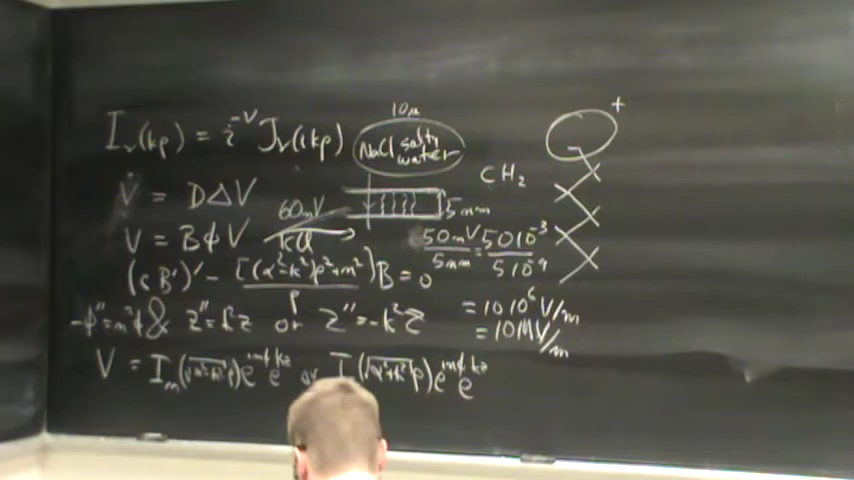 10μ
+
I_ν(kρ) = i^{-ν} J_ν(ikρ)
NaCl salty water
CH₂
V̇ = DΔV
60mV
5mm
V = BϕV
KCl
50mV/5mm = 50 10⁻³/5 10⁻⁹
(ρB')' - [(α²-k²)ρ²+m²]/ρ B = 0
= 10 10⁶ V/m
-ϕ''=m²ϕ & z''=k²z or z''=-k²z
= 10MV/m
V = I_m(√α²-k² ρ)e^{imϕ}e^{kz} or I (√α²+k² ρ)e^{imϕ}e^{kz}